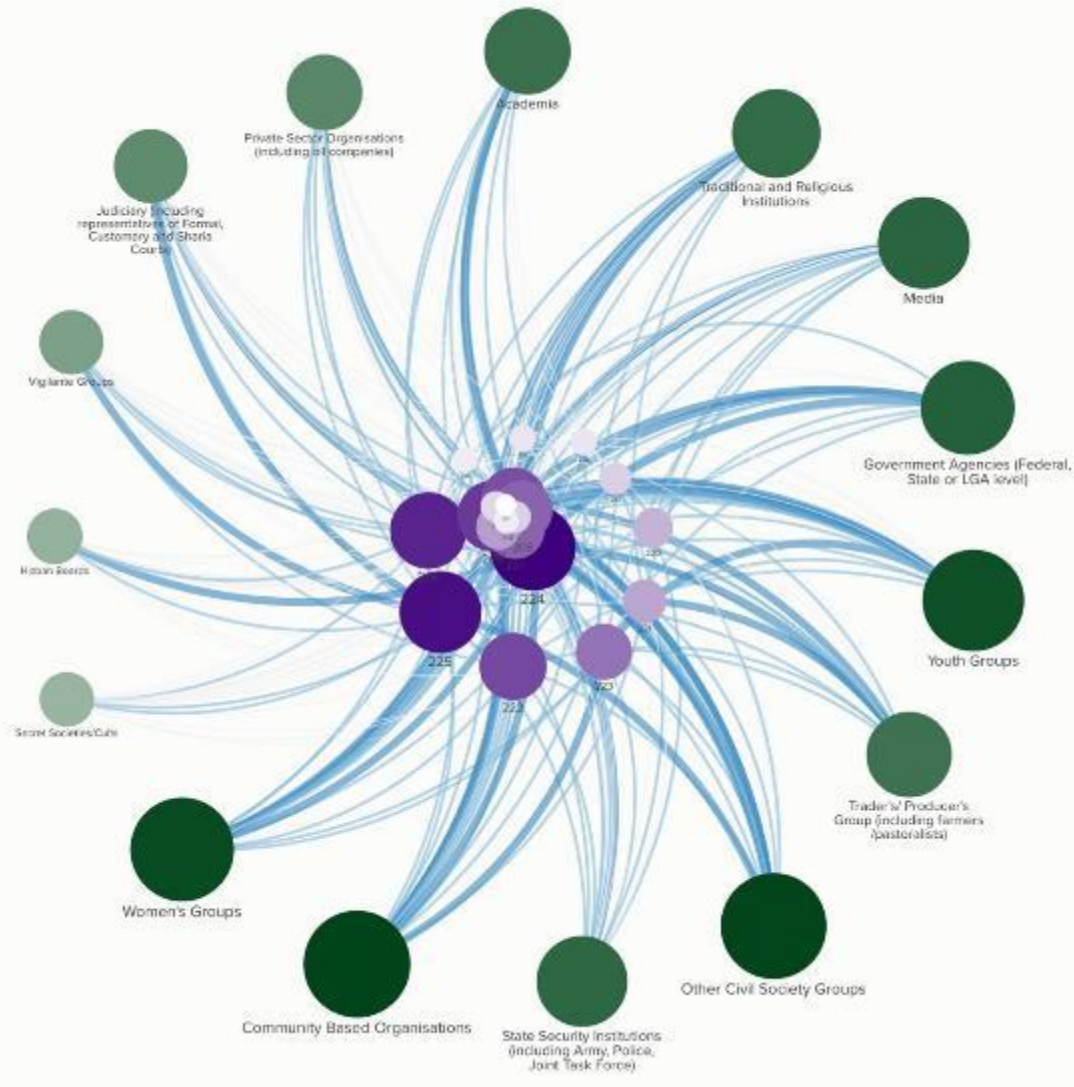 Academia
Private Sector Organisations
(including oil companies)
Traditional and Religious
Institutions
Judiciary (including
representatives of Formal,
Customary and Sharia
Courts)
Media
Vigilante Groups
Government Agencies (Federal,
State or LGA level)
Hisbah Boards
224
Youth Groups
225
223
222
Secret Societies/Cults
Trader's/ Producer's
Group (including farmers
/pastoralists)
Women's Groups
Other Civil Society Groups
Community Based Organisations
State Security Institutions
(including Army, Police,
Joint Task Force)